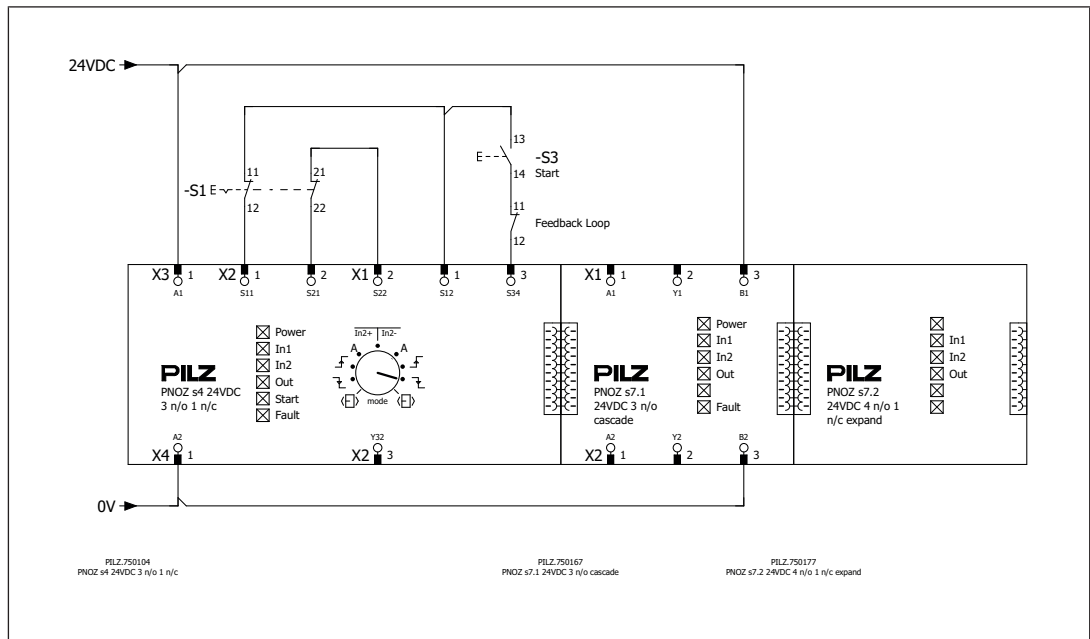 24VDC
13
E
-S3
14
Start
11
21
-S1 E
12
22
11
Feedback Loop
12
X3 1
X2 1
2
X1 2
1
3
X1 1
2
3
A1
S11
S21
S22
S12
S34
A1
Y1
B1
In2+ In2-
A
A
mode
Power
In1
In2
Out
Start
Fault
PILZ
PNOZ s4 24VDC
3 n/o 1 n/c
Power
In1
In2
Out
Fault
PILZ
PNOZ s7.1
24VDC 3 n/o
cascade
In1
In2
Out
PILZ
PNOZ s7.2
24VDC 4 n/o 1
n/c expand
A2
Y32
A2
Y2
B2
X4 1
X2 3
X2 1
2
3
0V
PILZ.750104
PNOZ s4 24VDC 3 n/o 1 n/c
PILZ.750167
PNOZ s7.1 24VDC 3 n/o cascade
PILZ.750177
PNOZ s7.2 24VDC 4 n/o 1 n/c expand